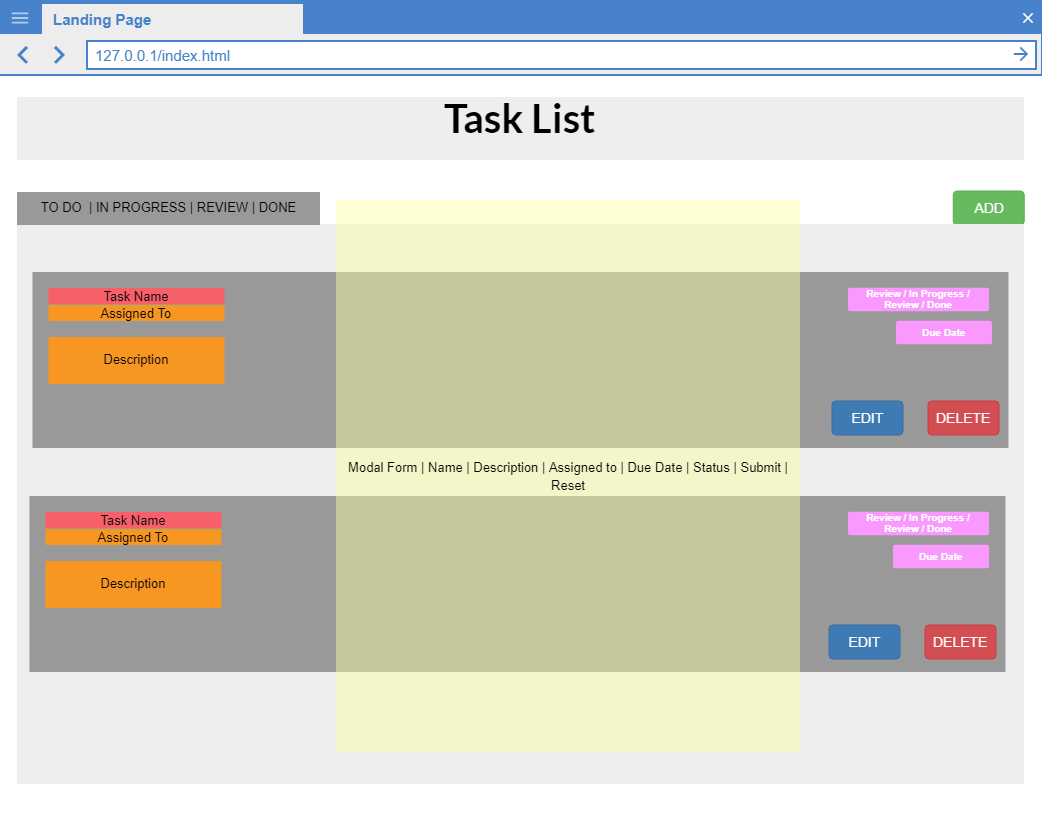 Landing Page
127.0.0.1/index.html
Task List
TO DO | IN PROGRESS | REVIEW | DONE
ADD
Task Name
Assigned To
Description
Review / In Progress /
Review / Done
Due Date
EDIT
DELETE
Modal Form | Name | Description | Assigned to | Due Date | Status | Submit |
Reset
Task Name
Assigned To
Description
Review / In Progress /
Review / Done
Due Date
EDIT
DELETE